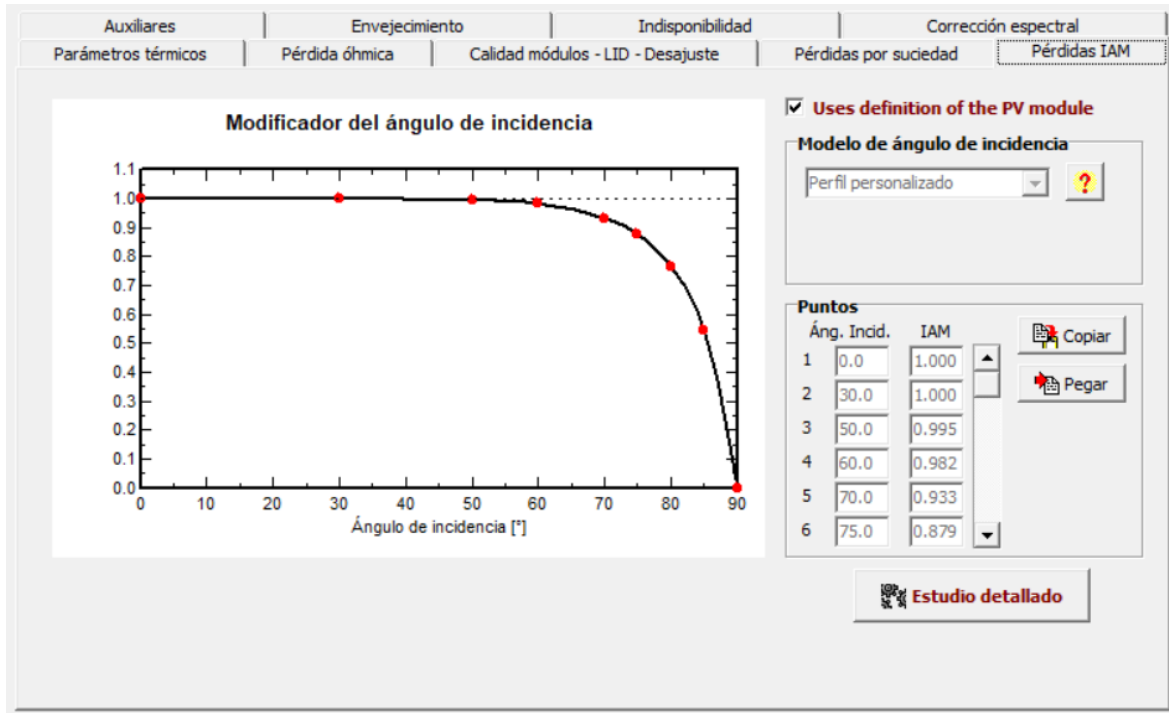 Auxiliares Envejecimiento Indisponibilidad Corrección espectral
Parámetros térmicos Pérdida óhmica Calidad módulos - LID - Desajuste Pérdidas por suciedad Pérdidas IAM
Modificador del ángulo de incidencia
1.1
1.0
0.9
0.8
0.7
0.6
0.5
0.4
0.3
0.2
0.1
0.0
0 10 20 30 40 50 60 70 80 90
Ángulo de incidencia [°]
Uses definition of the PV module
Modelo de ángulo de incidencia
Perfil personalizado ?
Puntos
Áng. Incid. IAM
1 0.0 1.000
2 30.0 1.000
3 50.0 0.995
4 60.0 0.982
5 70.0 0.933
6 75.0 0.879
Copiar
Pegar
Estudio detallado